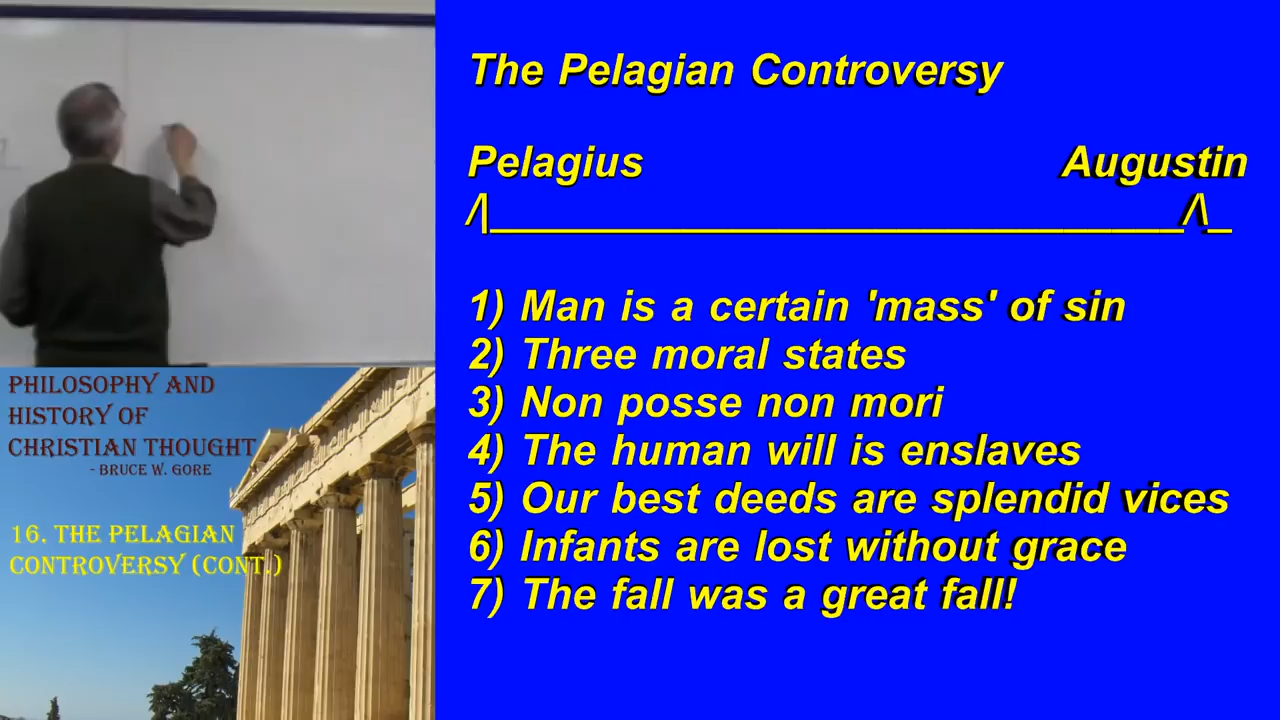 The Pelagian Controversy
Pelagius Augustin
/|______________________________/\_
1) Man is a certain 'mass' of sin
2) Three moral states
3) Non posse non mori
4) The human will is enslaves
5) Our best deeds are splendid vices
6) Infants are lost without grace
7) The fall was a great fall!
PHILOSOPHY AND
HISTORY OF
CHRISTIAN THOUGHT
- BRUCE W. GORE
16. THE PELAGIAN
CONTROVERSY (CONT.)